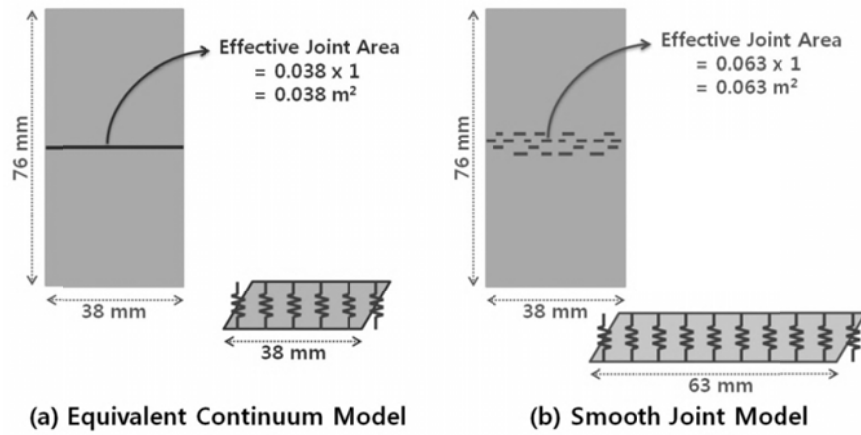 Effective Joint Area
= 0.038 x 1
= 0.038 m²
76 mm
38 mm
38 mm
(a) Equivalent Continuum Model
Effective Joint Area
= 0.063 x 1
= 0.063 m²
76 mm
38 mm
63 mm
(b) Smooth Joint Model